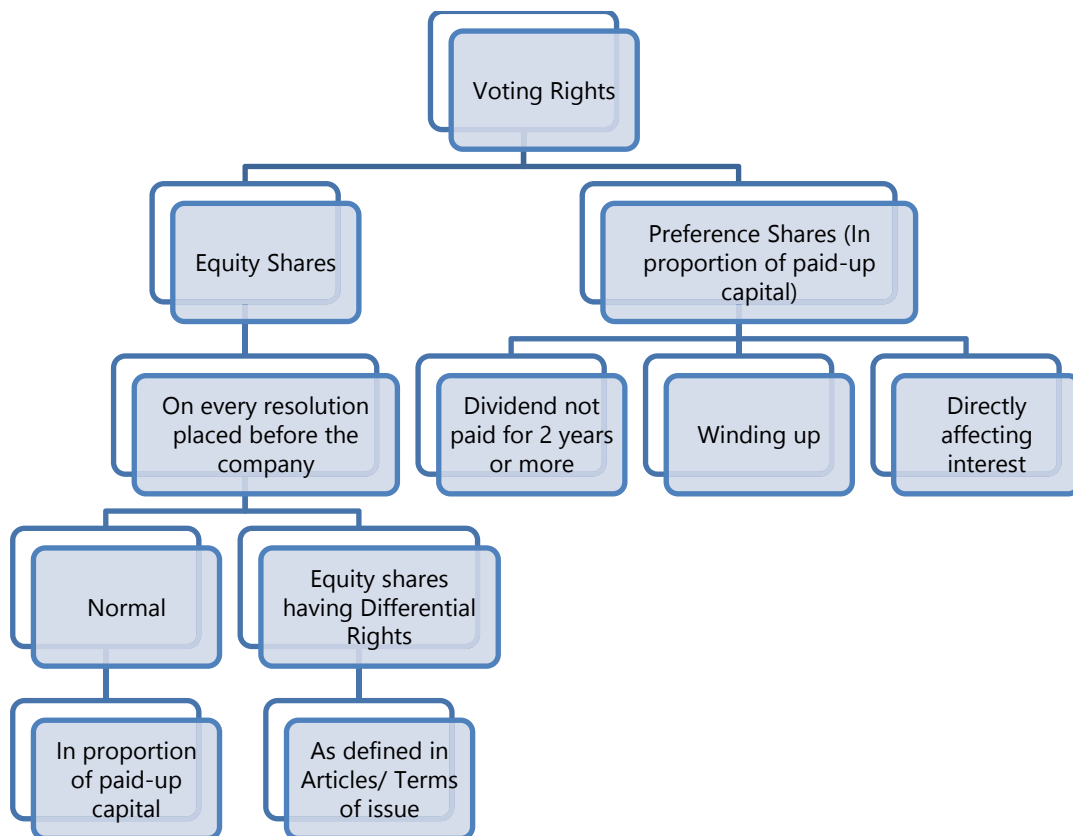 Voting Rights
Equity Shares
Preference Shares (In
proportion of paid-up
capital)
On every resolution
placed before the
company
Dividend not
paid for 2 years
or more
Winding up
Directly
affecting
interest
Normal
Equity shares
having Differential
Rights
In proportion
of paid-up
capital
As defined in
Articles/ Terms
of issue